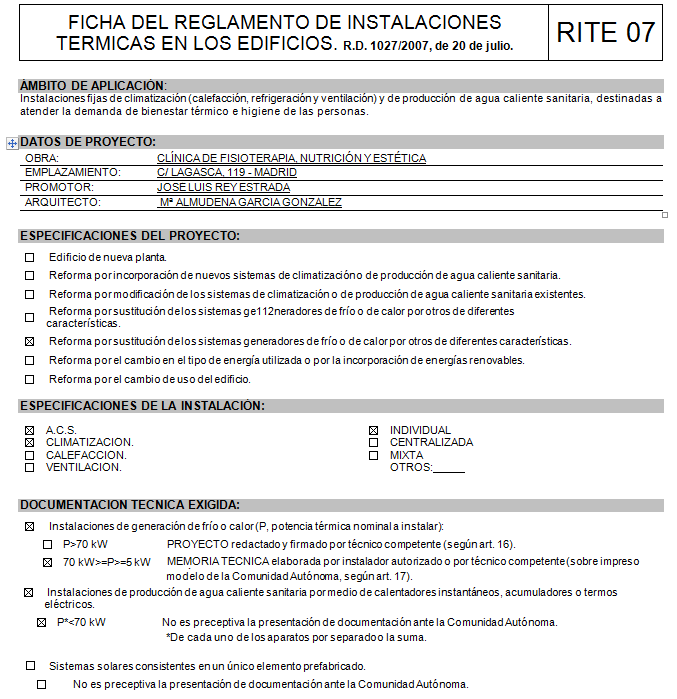 FICHA DEL REGLAMENTO DE INSTALACIONES
TERMICAS EN LOS EDIFICIOS. R.D. 1027/2007, de 20 de julio.
RITE 07
ÁMBITO DE APLICACIÓN:
Instalaciones fijas de climatización (calefacción, refrigeración y ventilación) y de producción de agua caliente sanitaria, destinadas a
atender la demanda de bienestar térmico e higiene de las personas.
DATOS DE PROYECTO:
OBRA: CLÍNICA DE FISIOTERAPIA, NUTRICIÓN Y ESTÉTICA
EMPLAZAMIENTO: C/ LAGASCA, 119 - MADRID
PROMOTOR: JOSE LUIS REY ESTRADA
ARQUITECTO: Mª ALMUDENA GARCIA GONZALEZ
ESPECIFICACIONES DEL PROYECTO:
☐ Edificio de nueva planta.
☐ Reforma por incorporación de nuevos sistemas de climatización o de producción de agua caliente sanitaria.
☐ Reforma por modificación de los sistemas de climatización o de producción de agua caliente sanitaria existentes.
☐ Reforma por sustitución de los sistemas ge112neradores de frío o de calor por otros de diferentes
características.
☒ Reforma por sustitución de los sistemas generadores de frío o de calor por otros de diferentes características.
☐ Reforma por el cambio en el tipo de energía utilizada o por la incorporación de energías renovables.
☐ Reforma por el cambio de uso del edificio.
ESPECIFICACIONES DE LA INSTALACIÓN:
☒ A.C.S. ☒ INDIVIDUAL
☒ CLIMATIZACION. ☐ CENTRALIZADA
☐ CALEFACCION. ☐ MIXTA
☐ VENTILACION. OTROS:_____
DOCUMENTACION TECNICA EXIGIDA:
☒ Instalaciones de generación de frío o calor (P, potencia térmica nominal a instalar):
☐ P>70 kW PROYECTO redactado y firmado por técnico competente (según art. 16).
☒ 70 kW>=P>=5 kW MEMORIA TECNICA elaborada por instalador autorizado o por técnico competente (sobre impreso
modelo de la Comunidad Autónoma, según art. 17).
☒ Instalaciones de producción de agua caliente sanitaria por medio de calentadores instantáneos, acumuladores o termos
eléctricos.
☒ P*<70 kW No es preceptiva la presentación de documentación ante la Comunidad Autónoma.
*De cada uno de los aparatos por separado o la suma.
☐ Sistemas solares consistentes en un único elemento prefabricado.
☐ No es preceptiva la presentación de documentación ante la Comunidad Autónoma.